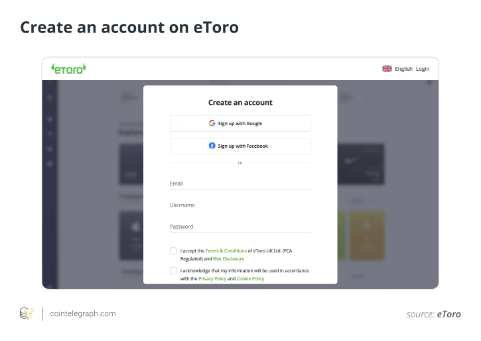 Create an account on eToro
eToro
English Login
Create an account
Sign up with Google
Sign up with Facebook
Or
Email
Username
Password
I accept the Terms & Conditions of eToro UK Ltd. (FCA
Regulated) and Risk Disclosure
I acknowledge that my information will be used in accordance
with the Privacy Policy and Cookie Policy
cointelegraph.com
source: eToro